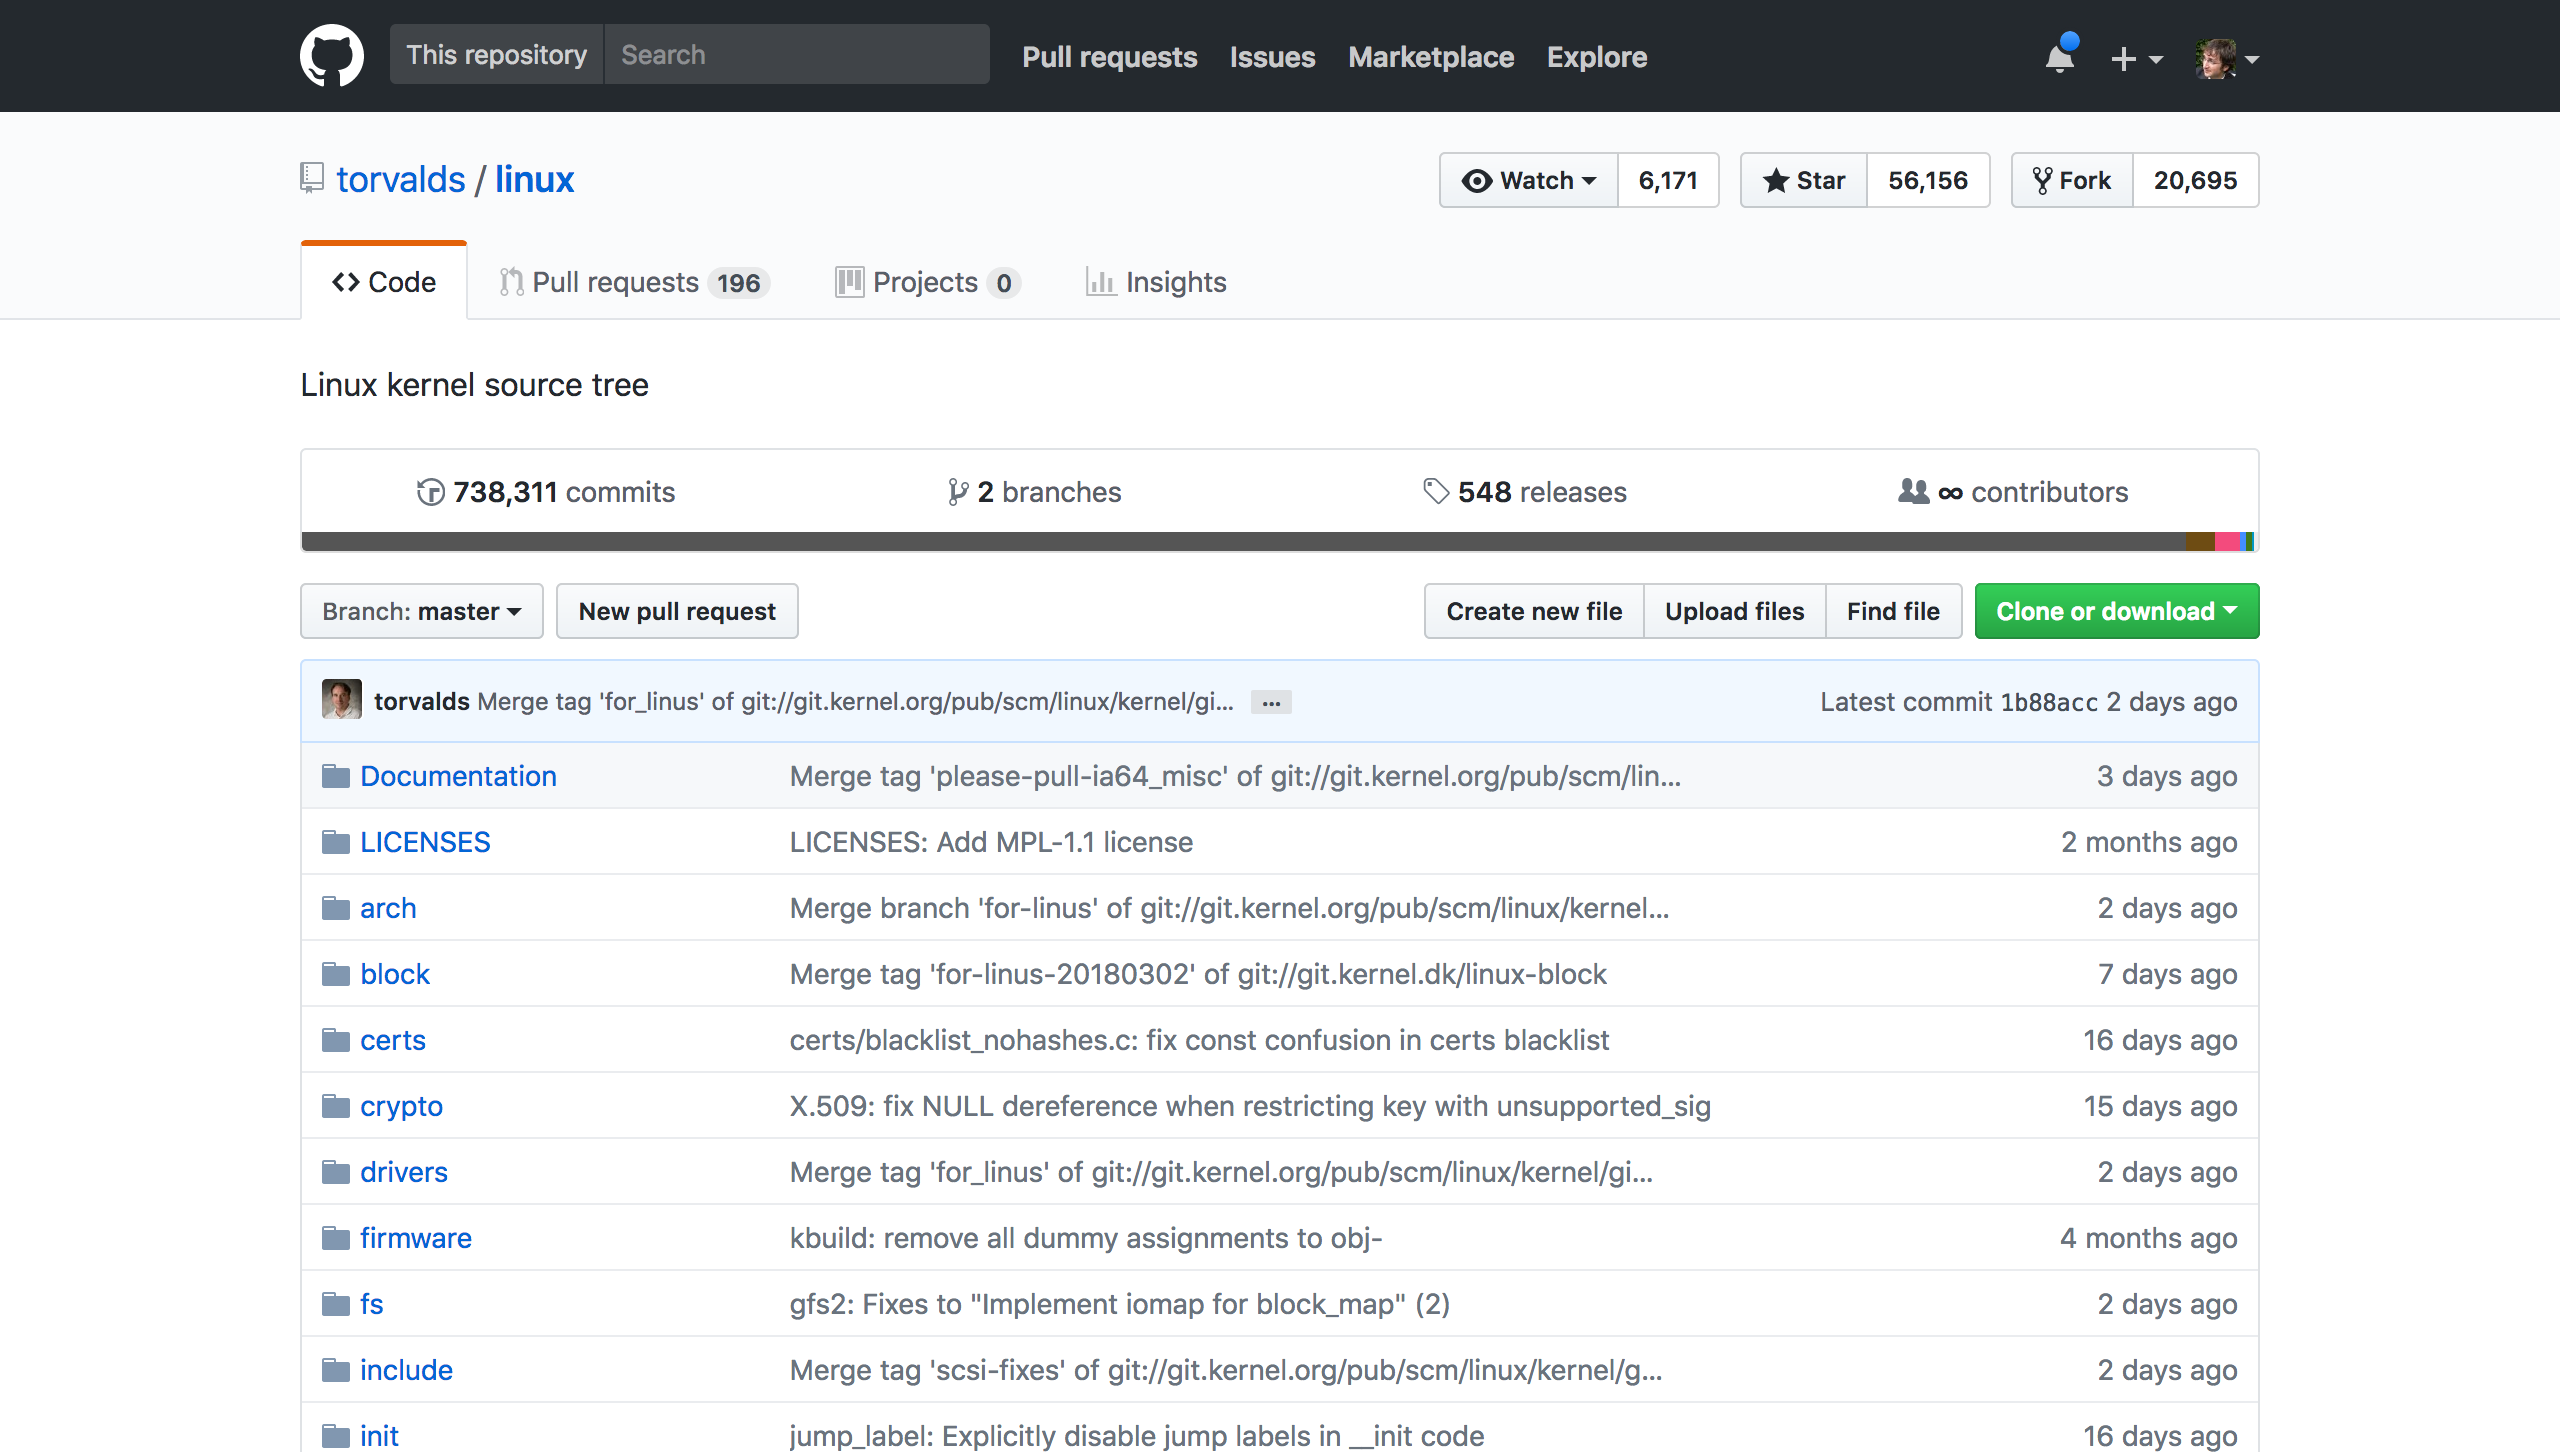 This repository Search Pull requests Issues Marketplace Explore
torvalds / linux Watch 6,171 Star 56,156 Fork 20,695
Code Pull requests 196 Projects 0 Insights
Linux kernel source tree
738,311 commits 2 branches 548 releases ∞ contributors
Branch: master New pull request Create new file Upload files Find file Clone or download
torvalds Merge tag 'for_linus' of git://git.kernel.org/pub/scm/linux/kernel/gi... ... Latest commit 1b88acc 2 days ago
Documentation Merge tag 'please-pull-ia64_misc' of git://git.kernel.org/pub/scm/lin... 3 days ago
LICENSES LICENSES: Add MPL-1.1 license 2 months ago
arch Merge branch 'for-linus' of git://git.kernel.org/pub/scm/linux/kernel... 2 days ago
block Merge tag 'for-linus-20180302' of git://git.kernel.dk/linux-block 7 days ago
certs certs/blacklist_nohashes.c: fix const confusion in certs blacklist 16 days ago
crypto X.509: fix NULL dereference when restricting key with unsupported_sig 15 days ago
drivers Merge tag 'for_linus' of git://git.kernel.org/pub/scm/linux/kernel/gi... 2 days ago
firmware kbuild: remove all dummy assignments to obj- 4 months ago
fs gfs2: Fixes to "Implement iomap for block_map" (2) 2 days ago
include Merge tag 'scsi-fixes' of git://git.kernel.org/pub/scm/linux/kernel/g... 2 days ago
init jump_label: Explicitly disable jump labels in __init code 16 days ago